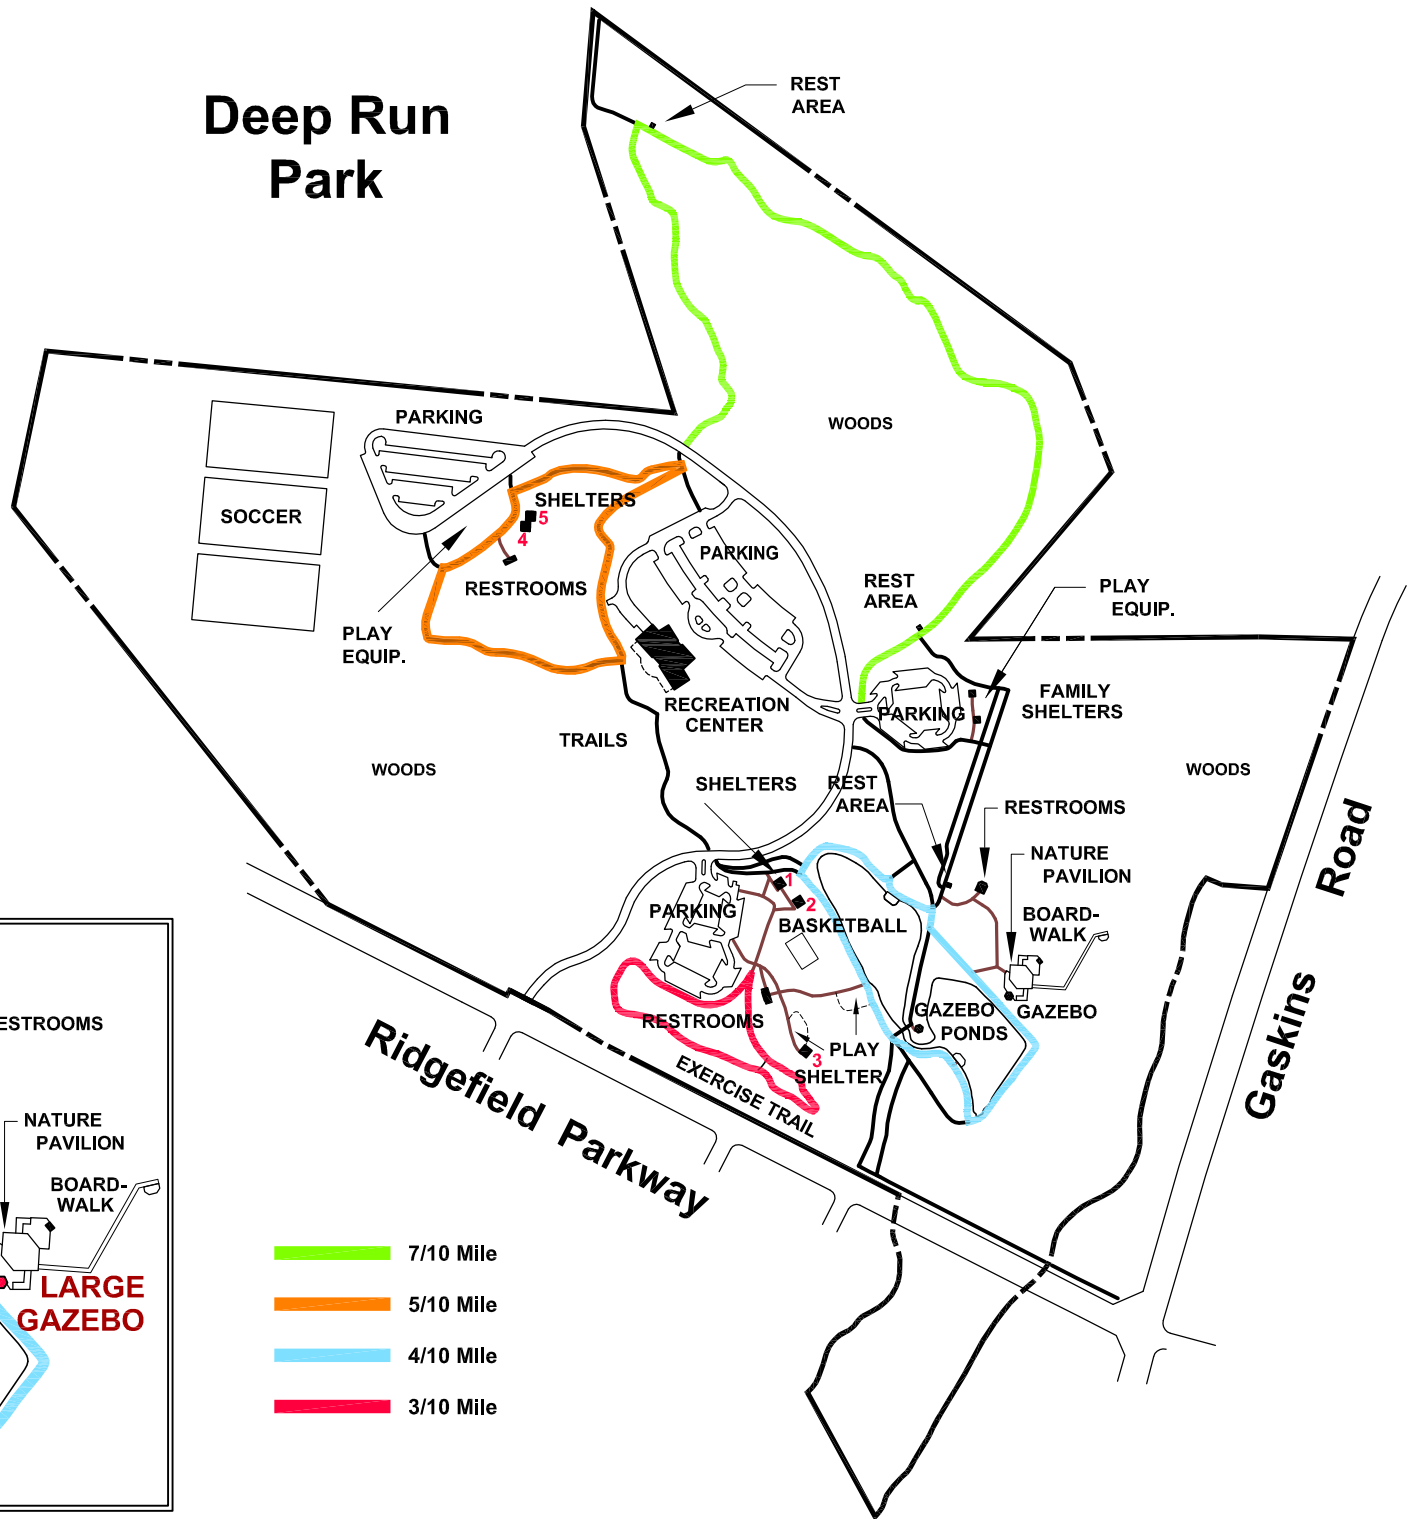 Deep Run
Park
REST
AREA
PARKING
WOODS
SHELTERS
5
4
SOCCER
PARKING
RESTROOMS
REST
AREA
PLAY
EQUIP.
PLAY
EQUIP.
FAMILY
SHELTERS
RECREATION
CENTER
PARKING
TRAILS
WOODS
WOODS
SHELTERS
REST
AREA
RESTROOMS
NATURE
PAVILION
1
2
PARKING
BASKETBALL
BOARD-
WALK
GAZEBO
PONDS
GAZEBO
RESTROOMS
PLAY
3
SHELTER
EXERCISE TRAIL
Ridgefield Parkway
Gaskins Road
ESTROOMS
NATURE
PAVILION
BOARD-
WALK
LARGE
GAZEBO
7/10 Mile
5/10 Mile
4/10 MIle
3/10 Mile